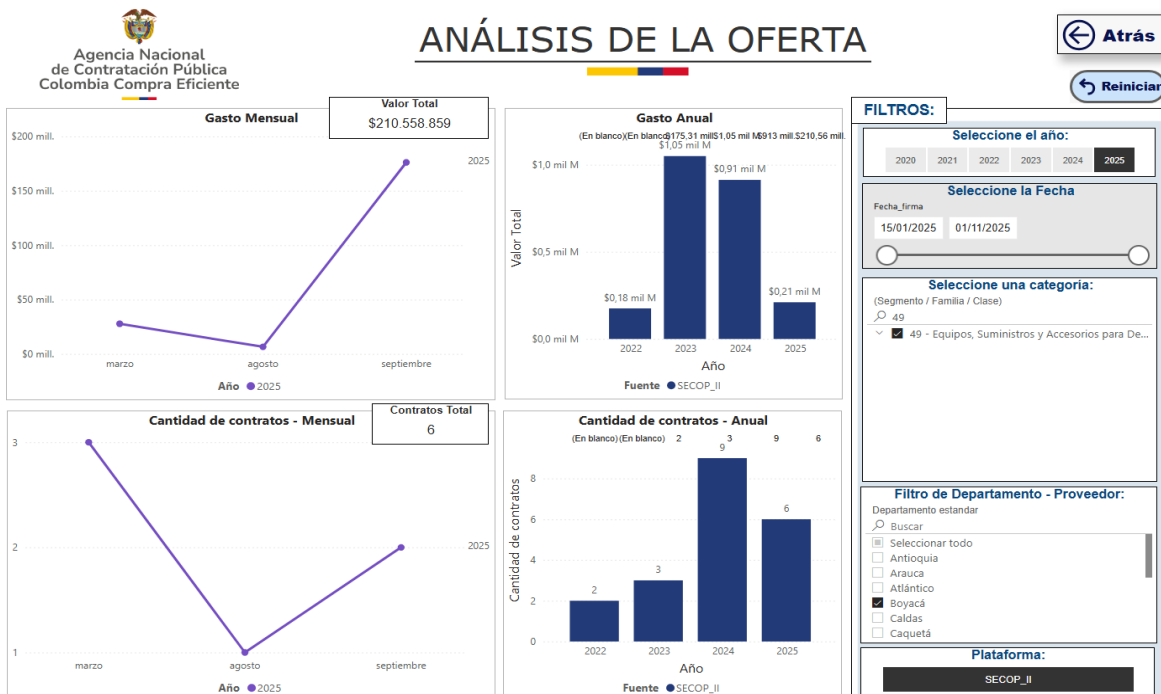 Agencia Nacional
de Contratación Pública
Colombia Compra Eficiente
ANÁLISIS DE LA OFERTA
Atrás
Reiniciar
Gasto Mensual
Valor Total
$210.558.859
$200 mill.
$150 mill.
$100 mill.
$50 mill.
$0 mill.
2025
marzo
agosto
septiembre
Año 2025
Gasto Anual
(En blanco) (En blanco) $175,31 mill. $1,05 mil M $913 mill. $210,56 mill.
$1,0 mil M
$0,5 mil M
$0,0 mil M
Valor Total
$0,18 mil M
$1,05 mil M
$0,91 mil M
$0,21 mil M
2022
2023
2024
2025
Año
Fuente SECOP_II
Cantidad de contratos - Mensual
Contratos Total
6
3
2
1
2025
marzo
agosto
septiembre
Año 2025
Cantidad de contratos - Anual
(En blanco) (En blanco) 2 3 9 6
8
6
4
2
0
Cantidad de contratos
2
3
9
6
2022
2023
2024
2025
Año
Fuente SECOP_II
FILTROS:
Seleccione el año:
2020 2021 2022 2023 2024 2025
Seleccione la Fecha
Fecha_firma
15/01/2025 01/11/2025
Seleccione una categoria:
(Segmento / Familia / Clase)
49
49 - Equipos, Suministros y Accesorios para De...
Filtro de Departamento - Proveedor:
Departamento estandar
Buscar
Seleccionar todo
Antioquia
Arauca
Atlántico
Boyacá
Caldas
Caquetá
Plataforma:
SECOP_II